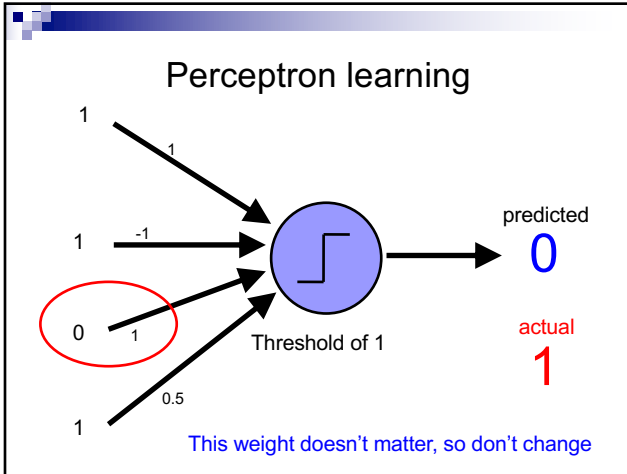 Perceptron learning
1
1
1
-1
predicted
0
0
1
Threshold of 1
actual
1
0.5
1
This weight doesn't matter, so don't change